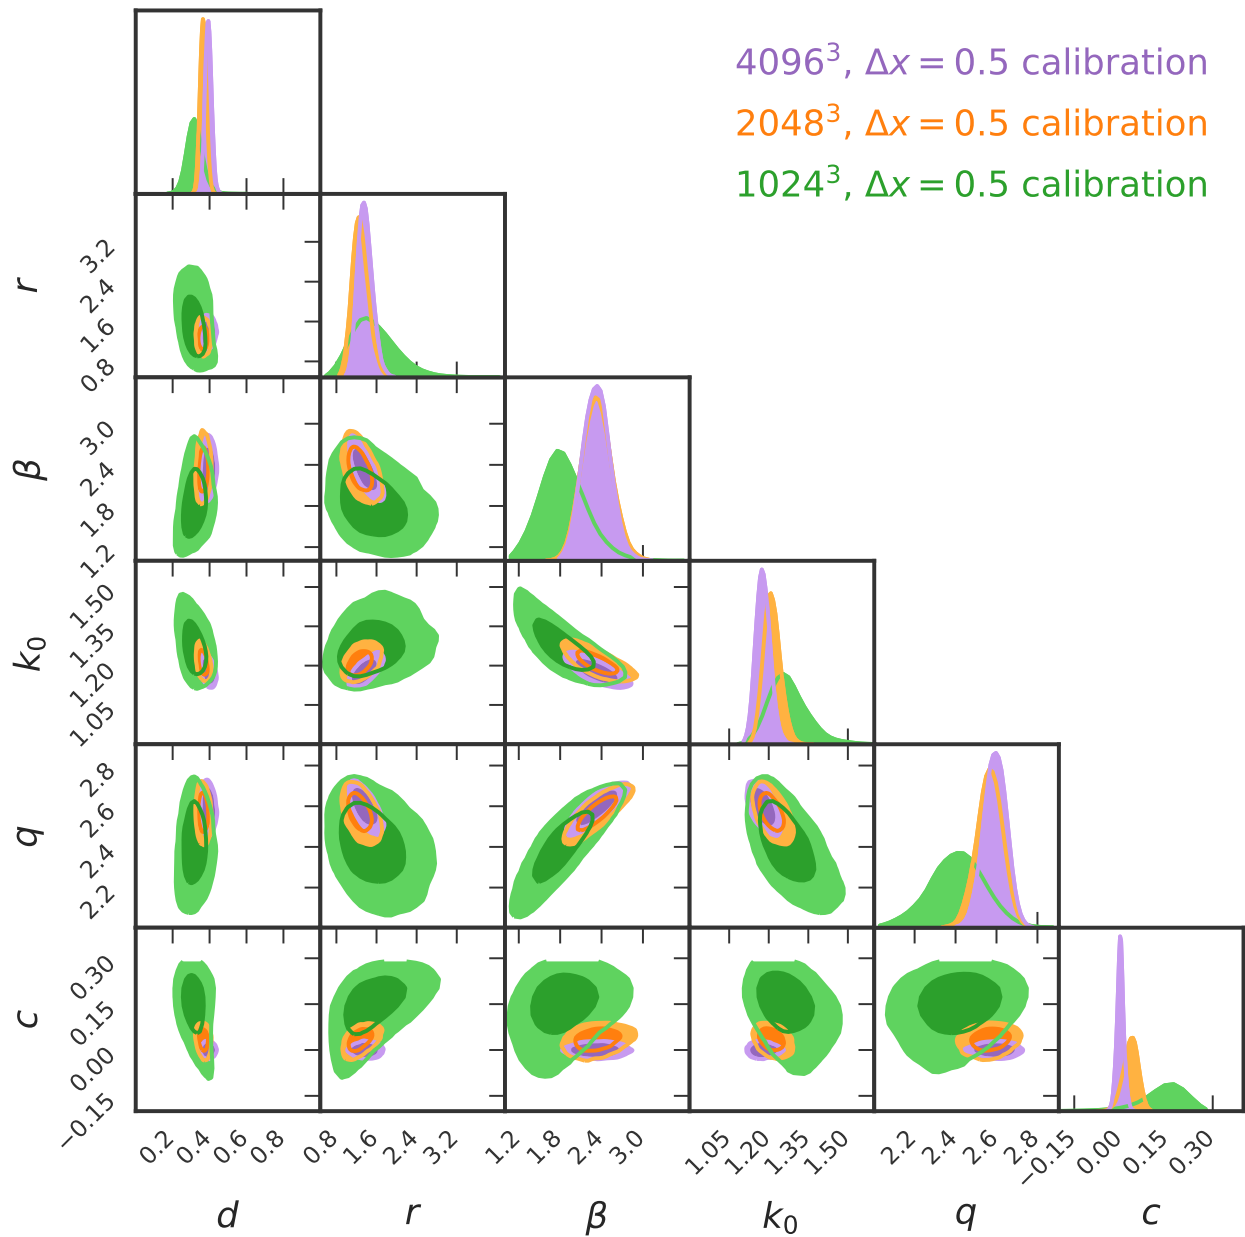 4096³, Δx = 0.5 calibration
2048³, Δx = 0.5 calibration
1024³, Δx = 0.5 calibration
r
3.2
2.4
1.6
0.8
β
3.0
2.4
1.8
1.2
k₀
1.50
1.35
1.20
1.05
q
2.8
2.6
2.4
2.2
c
0.30
0.15
0.00
−0.15
0.2 0.4 0.6 0.8 0.8 1.6 2.4 3.2 1.2 1.8 2.4 3.0 1.05 1.20 1.35 1.50 2.2 2.4 2.6 2.8 −0.15 0.00 0.15 0.30
d r β k₀ q c